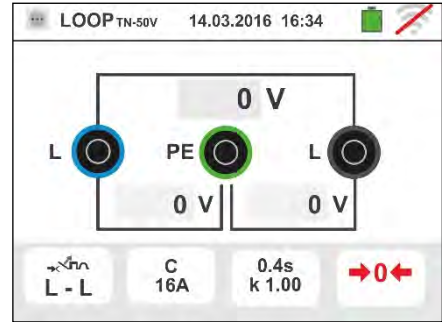 LOOP TN-50V 14.03.2016 16:34
0 V
L PE L
0 V 0 V
L - L C 16A 0.4s k 1.00 →0←